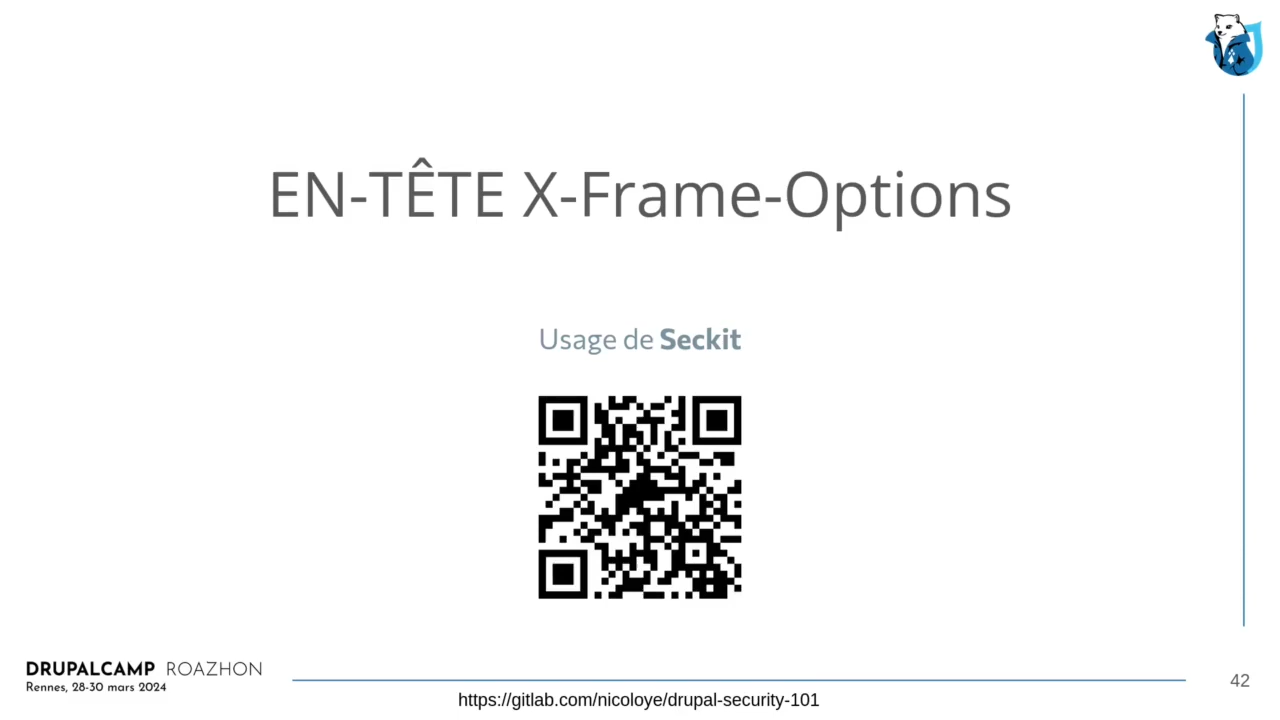 EN-TÊTE X-Frame-Options
Usage de Seckit
DRUPALCAMP ROAZHON
Rennes, 28-30 mars 2024
https://gitlab.com/nicoloye/drupal-security-101
42